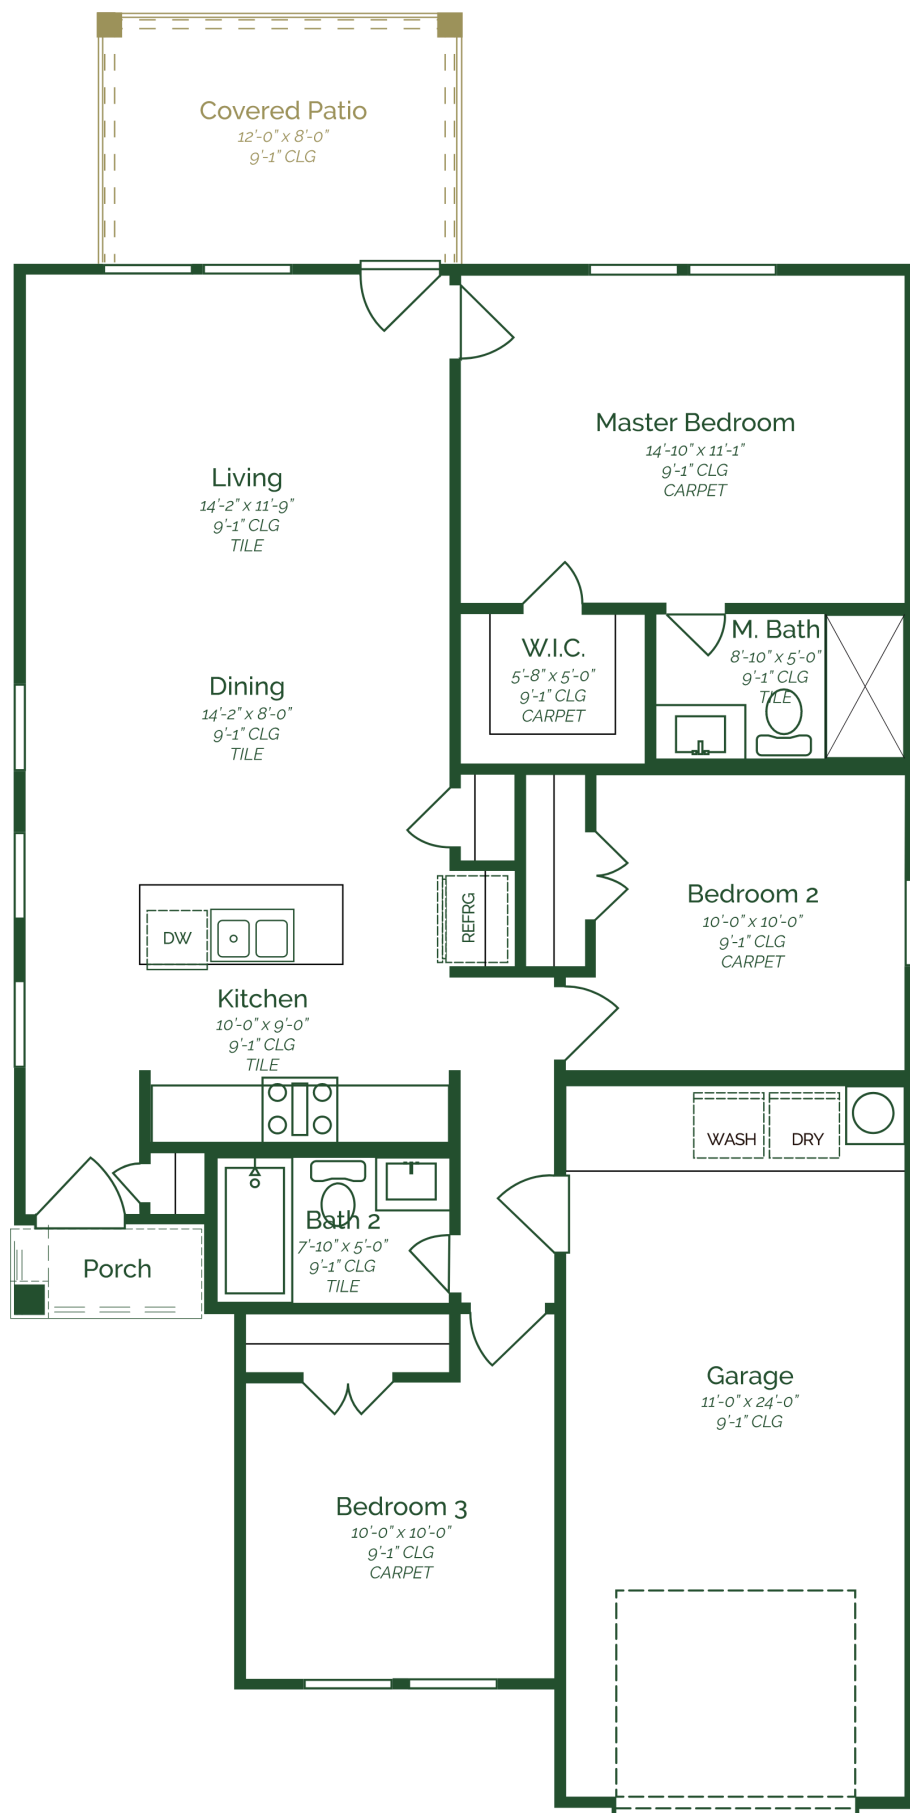 Covered Patio
12'-0" x 8'-0"
9'-1" CLG
Master Bedroom
14'-10" x 11'-1"
9'-1" CLG
CARPET
Living
14'-2" x 11'-9"
9'-1" CLG
TILE
M. Bath
8'-10" x 5'-0"
9'-1" CLG
TILE
W.I.C.
5'-8" x 5'-0"
9'-1" CLG
CARPET
Dining
14'-2" x 8'-0"
9'-1" CLG
TILE
Bedroom 2
10'-0" x 10'-0"
9'-1" CLG
CARPET
REFRG
DW
Kitchen
10'-0" x 9'-0"
9'-1" CLG
TILE
WASH
DRY
Bath 2
7'-10" x 5'-0"
9'-1" CLG
TILE
Porch
Garage
11'-0" x 24'-0"
9'-1" CLG
Bedroom 3
10'-0" x 10'-0"
9'-1" CLG
CARPET